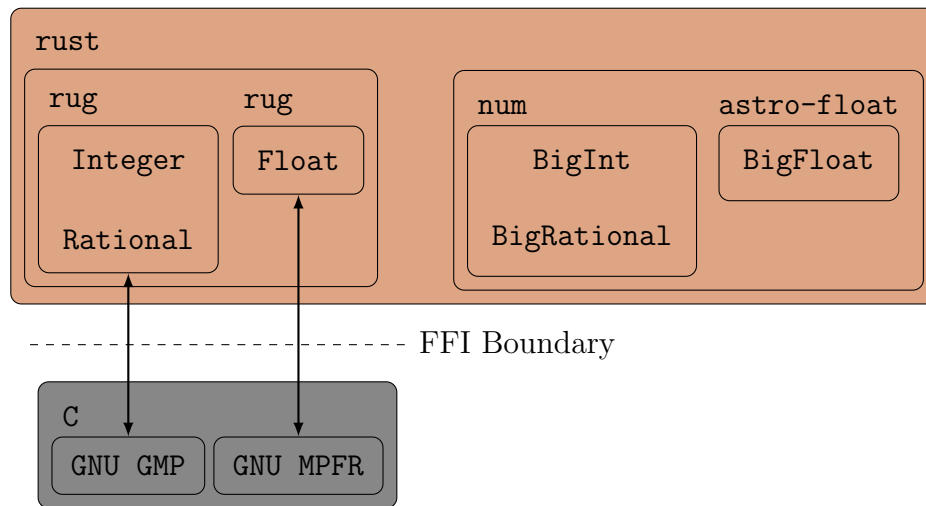 rust
rug
Integer
Rational
rug
Float
num
BigInt
BigRational
astro-float
BigFloat
FFI Boundary
C
GNU GMP
GNU MPFR